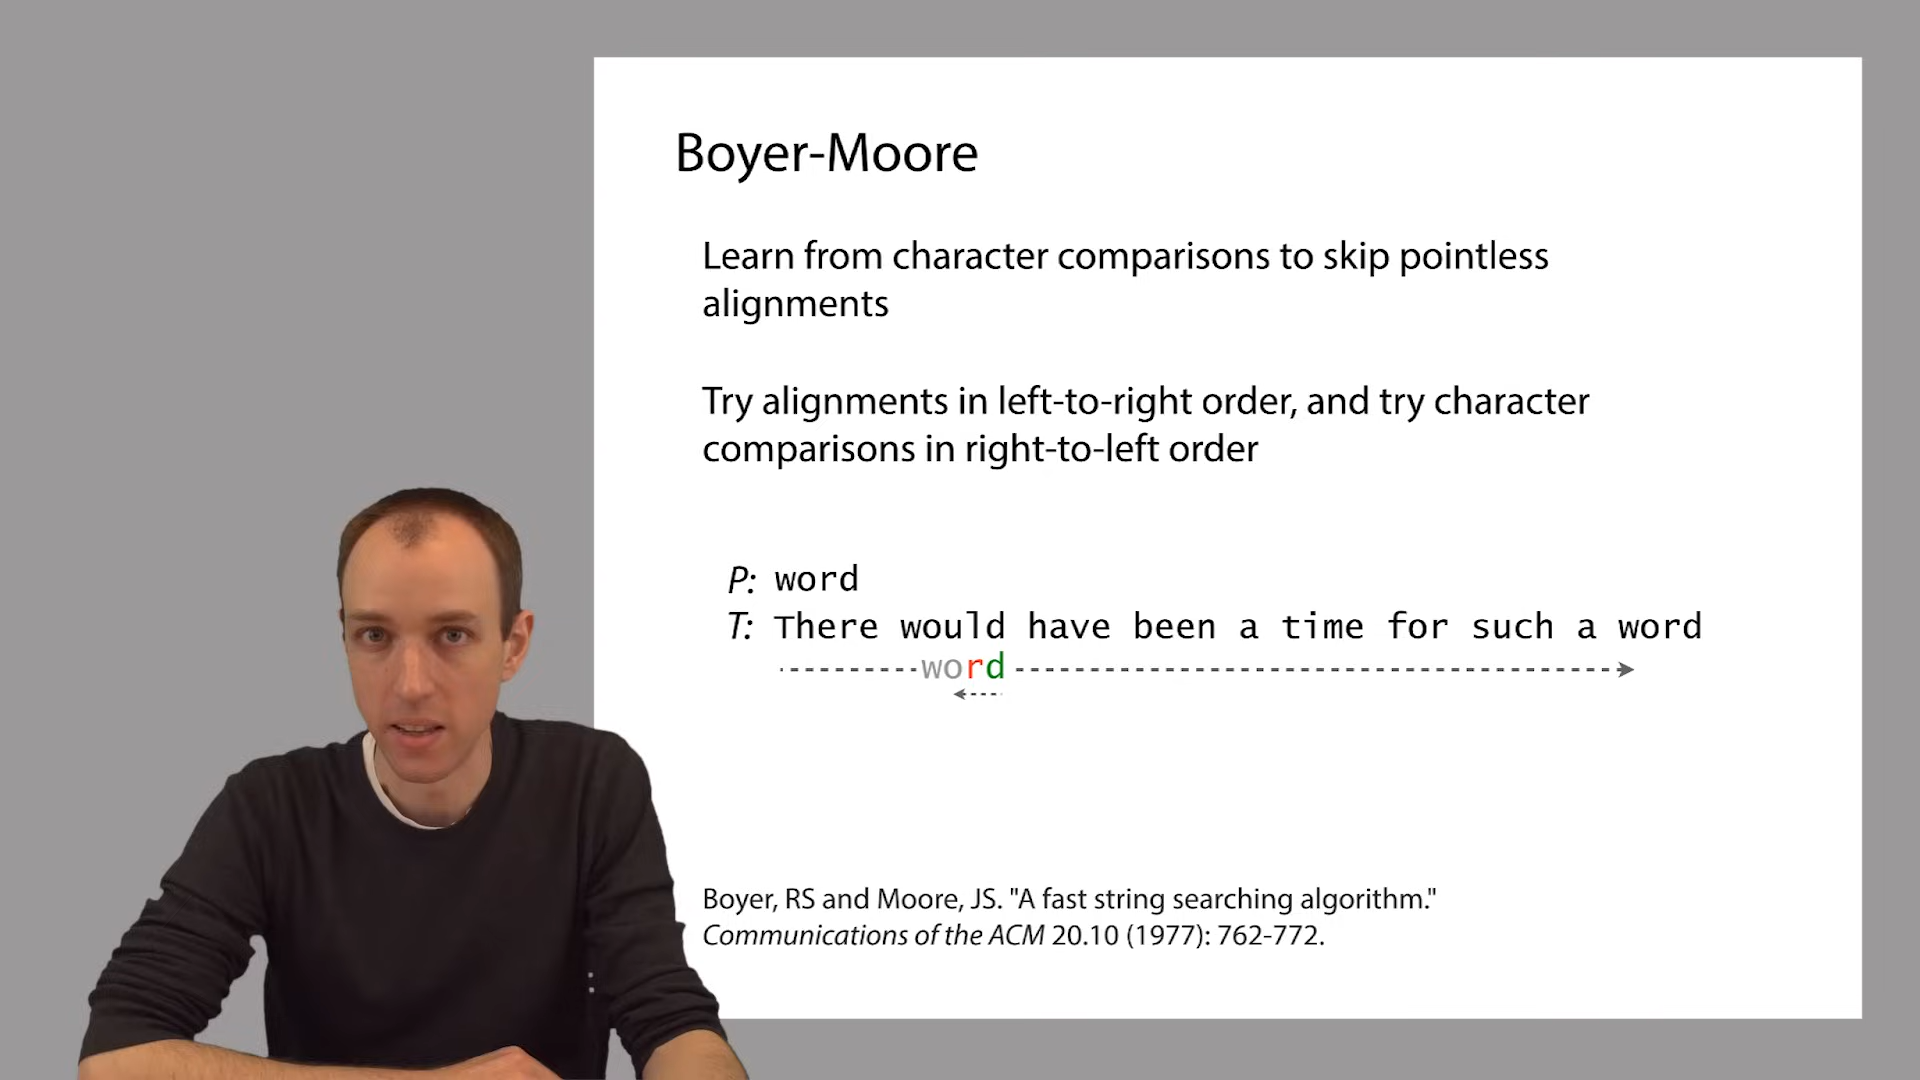 Boyer-Moore
Learn from character comparisons to skip pointless
alignments
Try alignments in left-to-right order, and try character
comparisons in right-to-left order
P: word
T: There would have been a time for such a word
word
Boyer, RS and Moore, JS. "A fast string searching algorithm."
Communications of the ACM 20.10 (1977): 762-772.